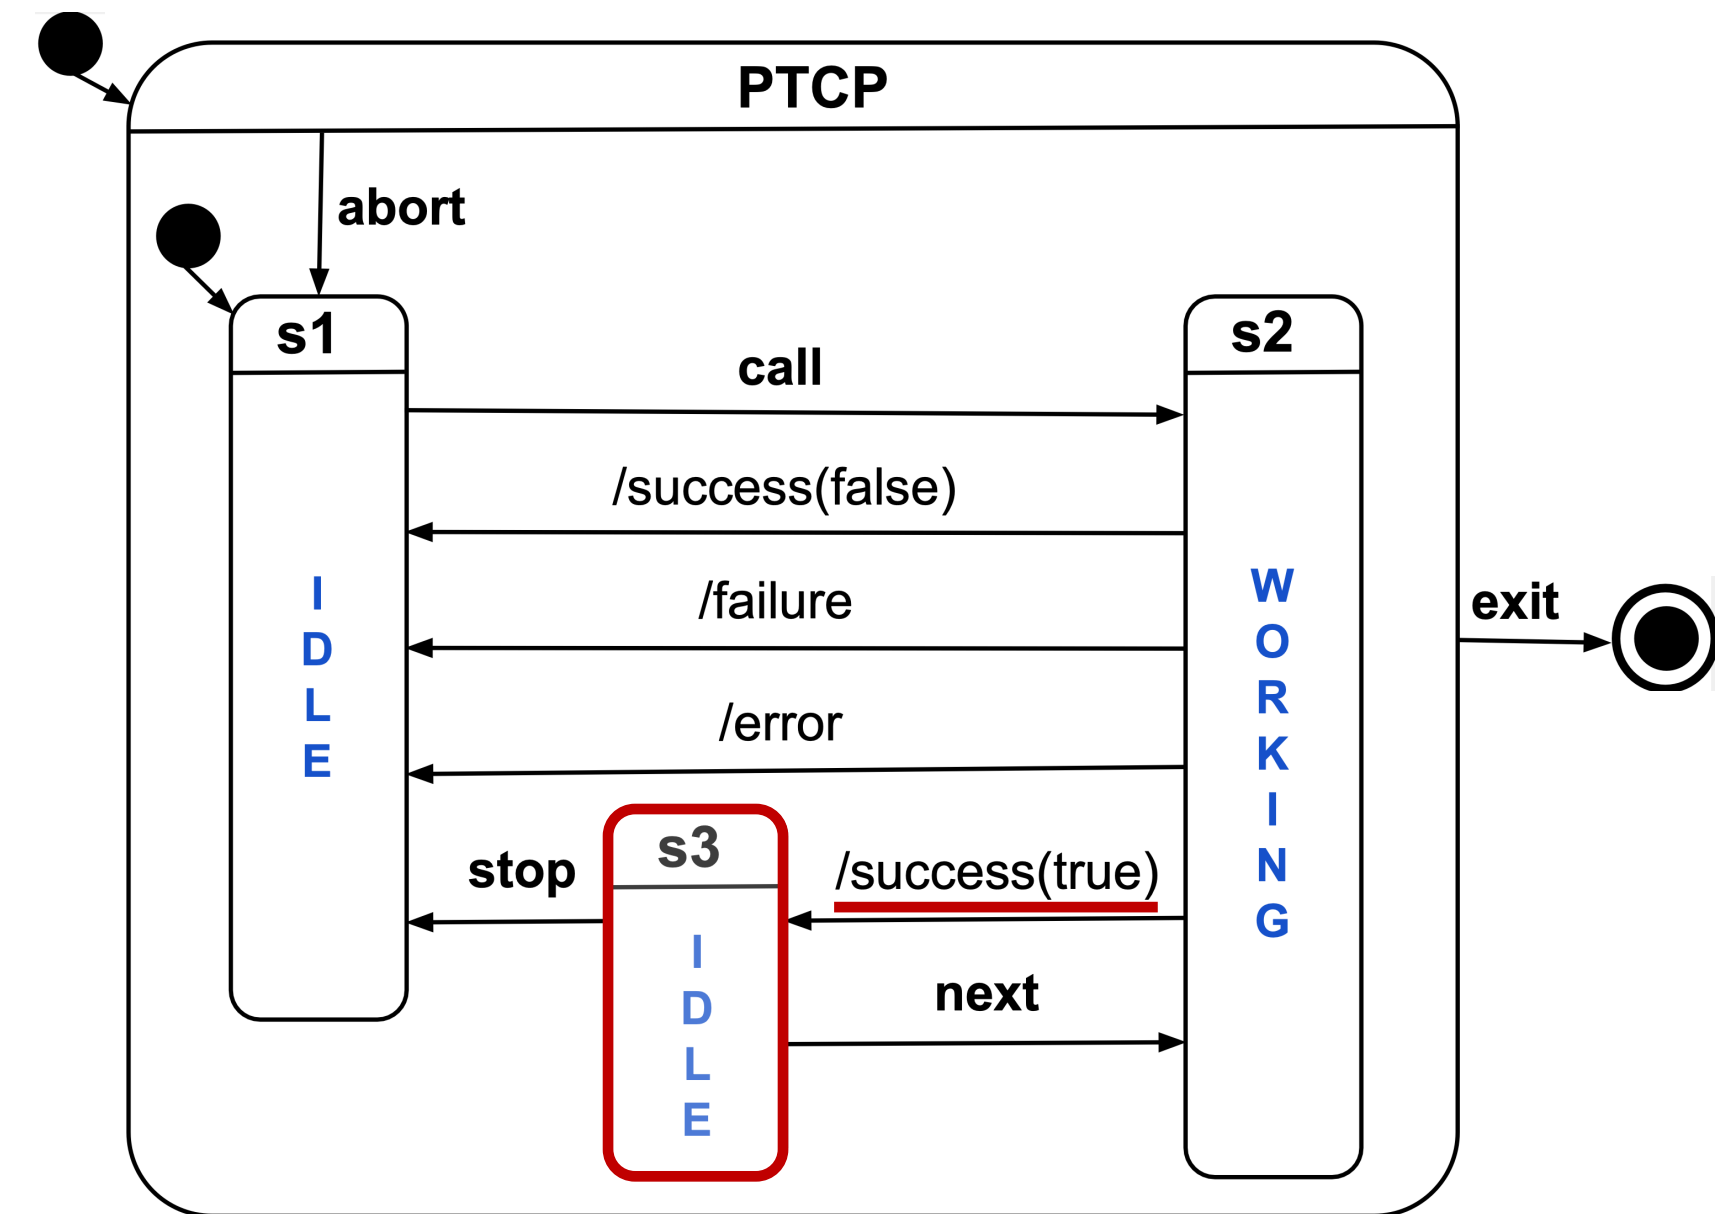 PTCP
abort
s1
s2
call
/success(false)
/failure
/error
exit
I
D
L
E
W
O
R
K
I
N
G
s3
stop
/success(true)
next
I
D
L
E